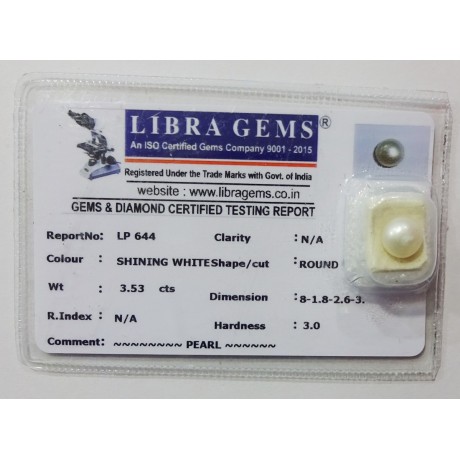 LIBRA GEMS®
An ISO Certified Gems Company 9001 - 2015
Registered Under the Trade Marks with Govt. of India
website : www.libragems.co.in
GEMS & DIAMOND CERTIFIED TESTING REPORT
ReportNo: LP 644 Clarity : N/A
Colour : SHINING WHITE Shape/cut : ROUND
Wt : 3.53 cts Dimension : 8-1.8-2.6-3.
R.Index : N/A Hardness : 3.0
Comment: ~~~~~~~~ PEARL ~~~~~~